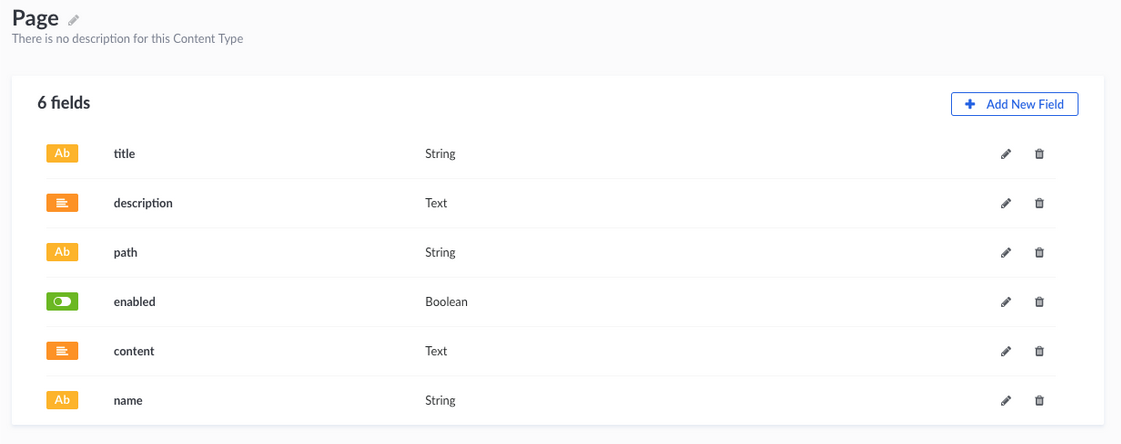 Page
There is no description for this Content Type
6 fields
Add New Field
Ab title String
description Text
Ab path String
enabled Boolean
content Text
Ab name String